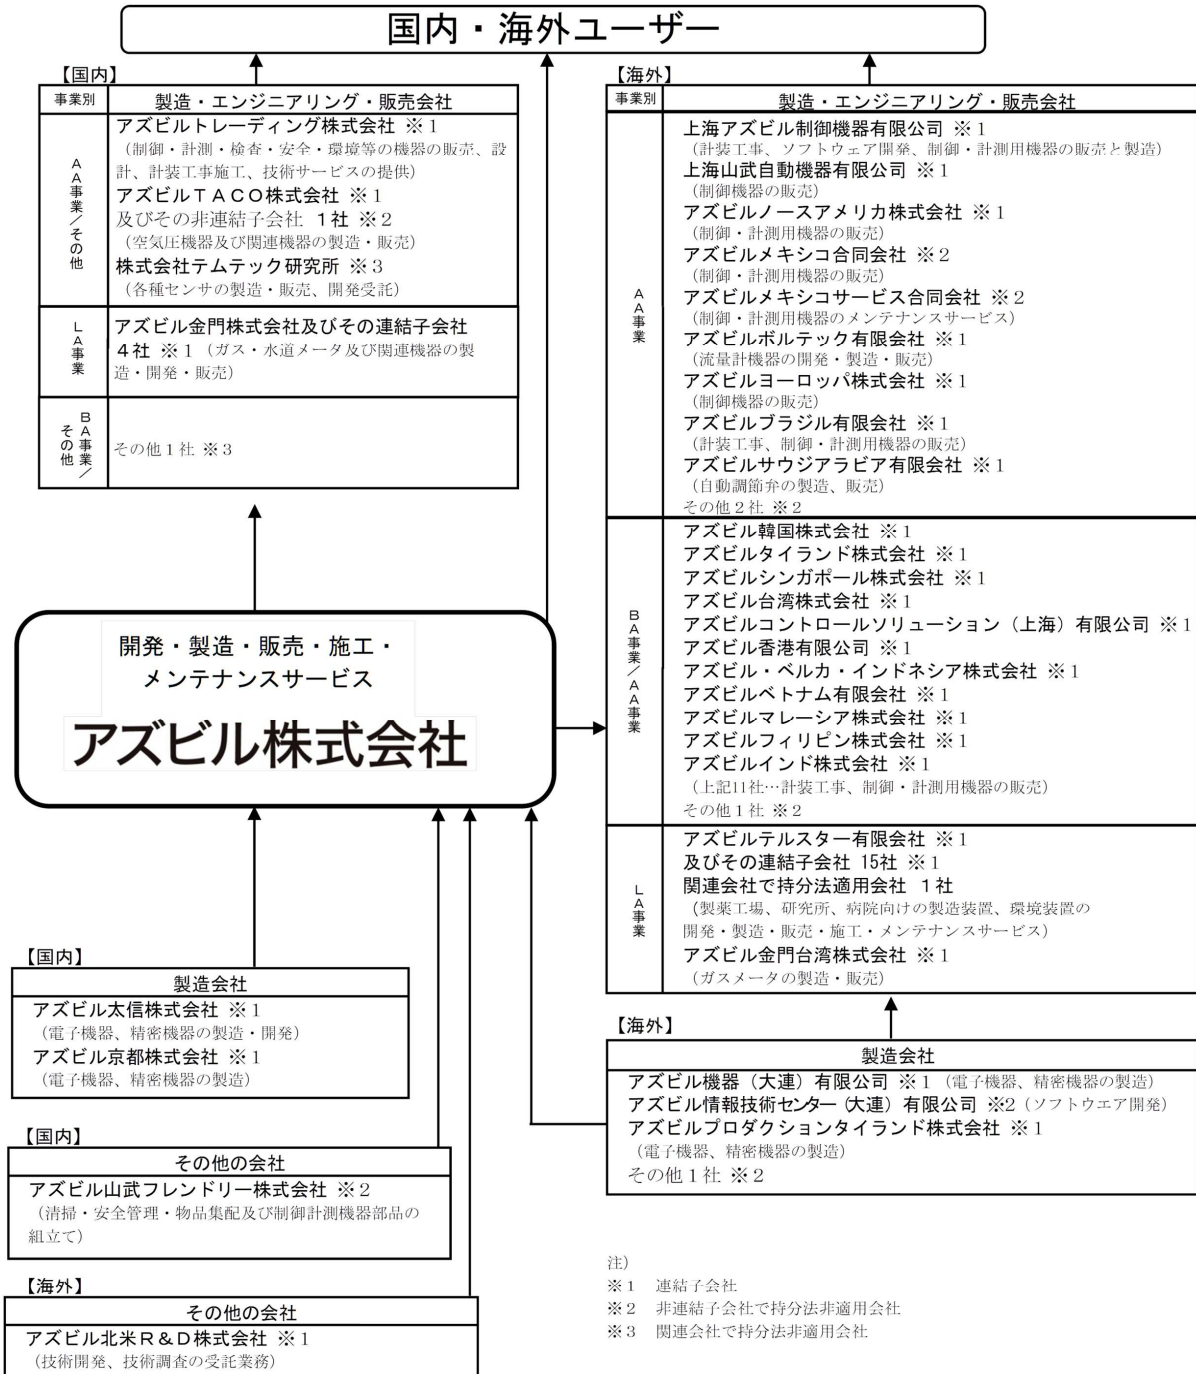 国内・海外ユーザー
【国内】
事業別 製造・エンジニアリング・販売会社
AA事業/その他
アズビルトレーディング株式会社 ※1
(制御・計測・検査・安全・環境等の機器の販売、設
計、計装工事施工、技術サービスの提供)
アズビルTACO株式会社 ※1
及びその非連結子会社 1社 ※2
(空気圧機器及び関連機器の製造・販売)
株式会社テムテック研究所 ※3
(各種センサの製造・販売、開発受託)
LA事業
アズビル金門株式会社及びその連結子会社
4社 ※1(ガス・水道メータ及び関連機器の製
造・開発・販売)
BA事業/
その他
その他1社 ※3
【海外】
事業別 製造・エンジニアリング・販売会社
AA事業
上海アズビル制御機器有限公司 ※1
(計装工事、ソフトウェア開発、制御・計測用機器の販売と製造)
上海山武自動機器有限公司 ※1
(制御機器の販売)
アズビルノースアメリカ株式会社 ※1
(制御・計測用機器の販売)
アズビルメキシコ合同会社 ※2
(制御・計測用機器の販売)
アズビルメキシコサービス合同会社 ※2
(制御・計測用機器のメンテナンスサービス)
アズビルボルテック有限会社 ※1
(流量計機器の開発・製造・販売)
アズビルヨーロッパ株式会社 ※1
(制御機器の販売)
アズビルブラジル有限会社 ※1
(計装工事、制御・計測用機器の販売)
アズビルサウジアラビア有限会社 ※1
(自動調節弁の製造、販売)
その他2社 ※2
BA事業/AA事業
アズビル韓国株式会社 ※1
アズビルタイランド株式会社 ※1
アズビルシンガポール株式会社 ※1
アズビル台湾株式会社 ※1
アズビルコントロールソリューション(上海)有限公司 ※1
アズビル香港有限公司 ※1
アズビル・ベルカ・インドネシア株式会社 ※1
アズビルベトナム有限会社 ※1
アズビルマレーシア株式会社 ※1
アズビルフィリピン株式会社 ※1
アズビルインド株式会社 ※1
(上記11社…計装工事、制御・計測用機器の販売)
その他1社 ※2
LA事業
アズビルテルスター有限会社 ※1
及びその連結子会社 15社 ※1
関連会社で持分法適用会社 1社
(製薬工場、研究所、病院向けの製造装置、環境装置の
開発・製造・販売・施工・メンテナンスサービス)
アズビル金門台湾株式会社 ※1
(ガスメータの製造・販売)
開発・製造・販売・施工・
メンテナンスサービス
アズビル株式会社
【国内】
製造会社
アズビル太信株式会社 ※1
(電子機器、精密機器の製造・開発)
アズビル京都株式会社 ※1
(電子機器、精密機器の製造)
【国内】
その他の会社
アズビル山武フレンドリー株式会社 ※2
(清掃・安全管理・物品集配及び制御計測機器部品の
組立て)
【海外】
その他の会社
アズビル北米R&D株式会社 ※1
(技術開発、技術調査の受託業務)
【海外】
製造会社
アズビル機器(大連)有限公司 ※1(電子機器、精密機器の製造)
アズビル情報技術センター(大連)有限公司 ※2(ソフトウエア開発)
アズビルプロダクションタイランド株式会社 ※1
(電子機器、精密機器の製造)
その他1社 ※2
注)
※1 連結子会社
※2 非連結子会社で持分法非適用会社
※3 関連会社で持分法非適用会社